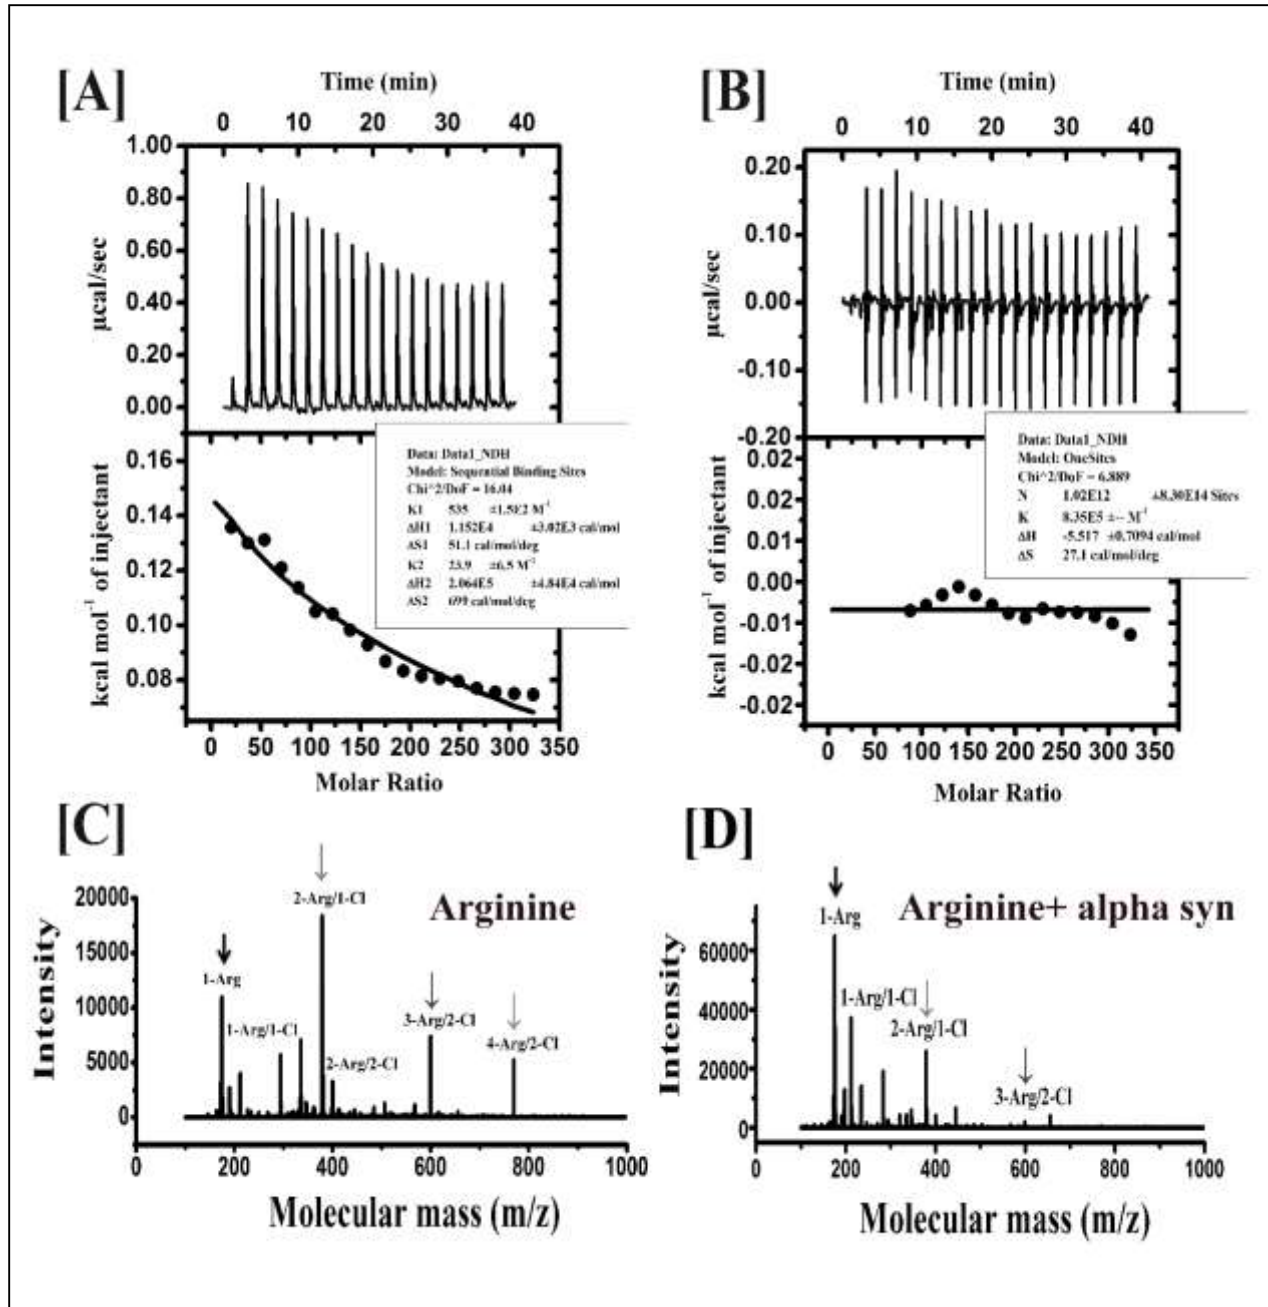 [A]
Time (min)
0 10 20 30 40
1.00
0.80
0.60
0.40
0.20
0.00
µcal/sec
0.16
0.14
0.12
0.10
0.08
kcal mol⁻¹ of injectant
Data: Data1_NDH
Model: Sequential Binding Sites
Chi^2/DoF = 16.04
K1 535 ±1.5E2 M⁻¹
ΔH1 1.152E4 ±3.02E3 cal/mol
ΔS1 51.1 cal/mol/deg
K2 23.9 ±6.5 M⁻¹
ΔH2 2.064E5 ±4.84E4 cal/mol
ΔS2 699 cal/mol/deg
0 50 100 150 200 250 300 350
Molar Ratio
[B]
Time (min)
0 10 20 30 40
0.20
0.10
0.00
-0.10
-0.20
µcal/sec
0.02
0.02
0.01
0.00
-0.01
-0.02
-0.02
kcal mol⁻¹ of injectant
Data: Data1_NDH
Model: OneSites
Chi^2/DoF = 6.889
N 1.02E12 ±8.30E14 Sites
K 8.35E5 ±-- M⁻¹
ΔH -5.517 ±0.7094 cal/mol
ΔS 27.1 cal/mol/deg
0 50 100 150 200 250 300 350
Molar Ratio
[C]
Arginine
20000
15000
10000
5000
0
Intensity
1-Arg
1-Arg/1-Cl
2-Arg/1-Cl
2-Arg/2-Cl
3-Arg/2-Cl
4-Arg/2-Cl
0 200 400 600 800 1000
Molecular mass (m/z)
[D]
Arginine+ alpha syn
60000
40000
20000
0
Intensity
1-Arg
1-Arg/1-Cl
2-Arg/1-Cl
3-Arg/2-Cl
0 200 400 600 800 1000
Molecular mass (m/z)